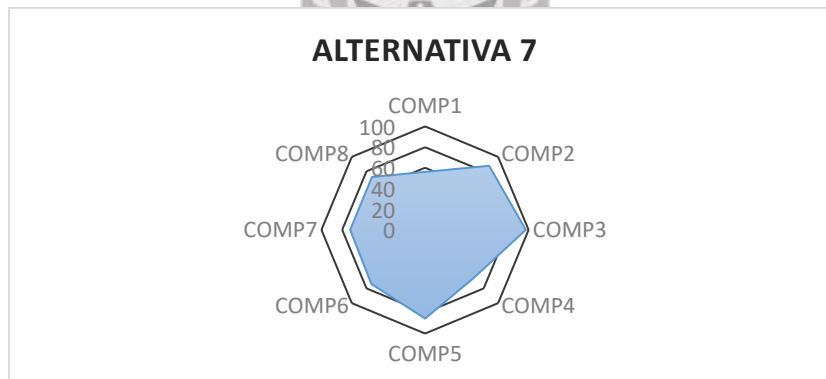 ALTERNATIVA 7
COMP1
100
COMP8
80
COMP2
60
40
20
COMP7
0
COMP3
COMP6
COMP4
COMP5